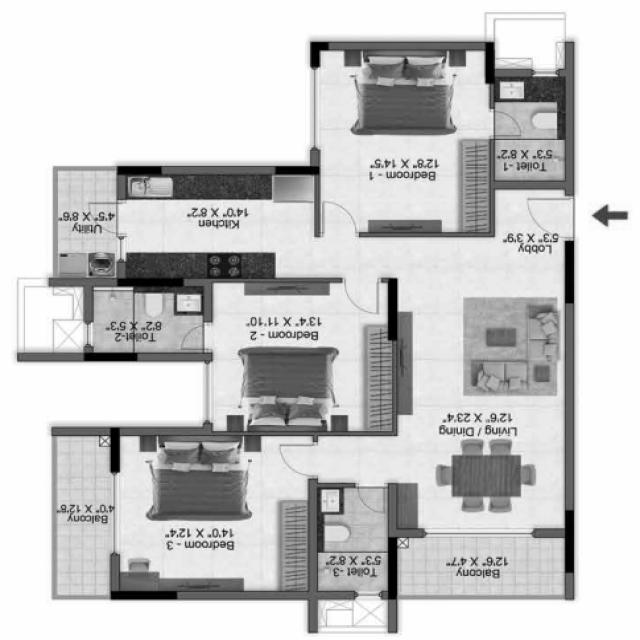 Toilet-1
5'3" X 8'2"
Bedroom - 1
12'8" X 14'5"
Kitchen
14'0" X 8'2"
Utility
4'5" X 8'6"
Lobby
5'3" X 3'9"
Toilet-2
8'2" X 5'3"
Bedroom - 2
13'4" X 11'10"
Living / Dining
12'6" X 23'4"
Balcony
4'0" X 12'8"
Bedroom - 3
14'0" X 12'4"
Toilet-3
5'3" X 8'2"
Balcony
12'6" X 4'7"